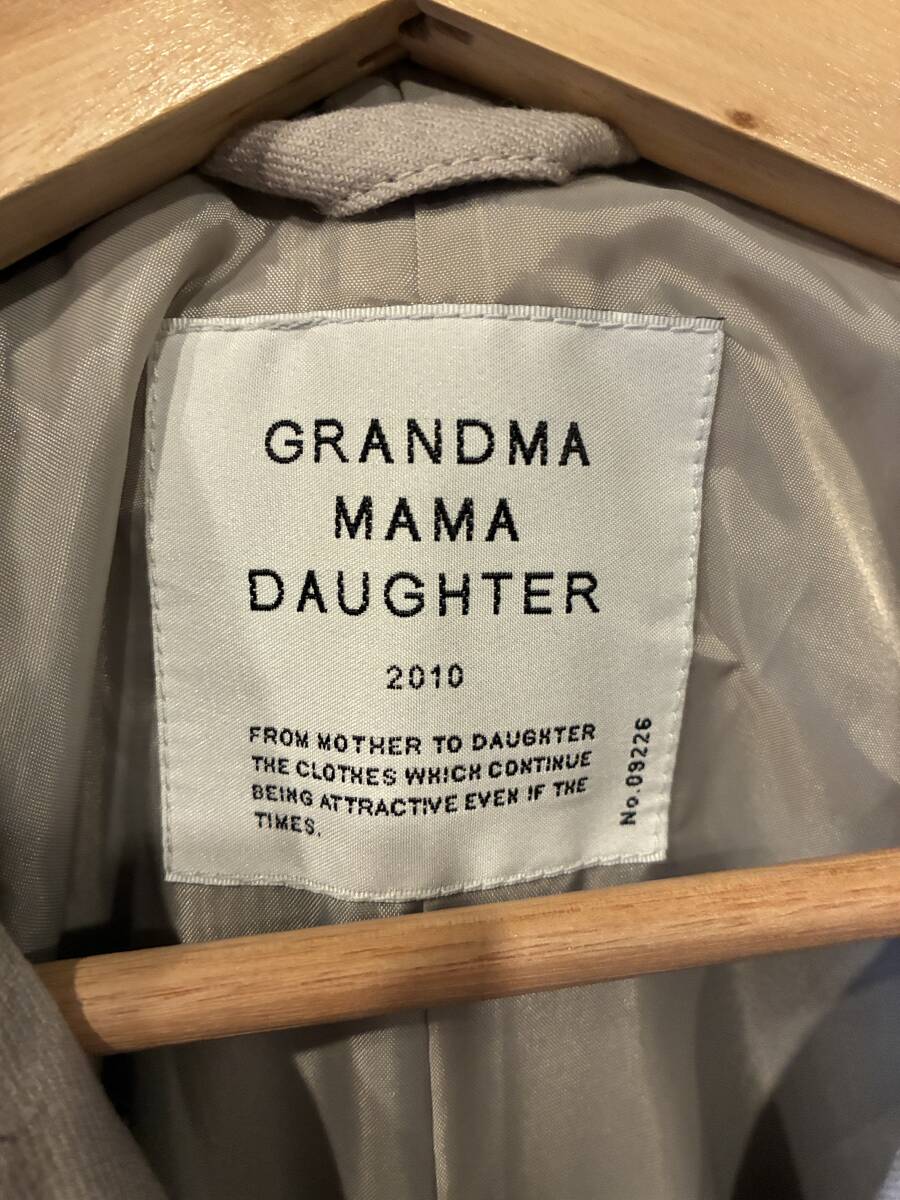 GRANDMA
MAMA
DAUGHTER
2010
FROM MOTHER TO DAUGHTER
THE CLOTHES WHICH CONTINUE
BEING ATTRACTIVE EVEN IF THE
TIMES.
No.09226